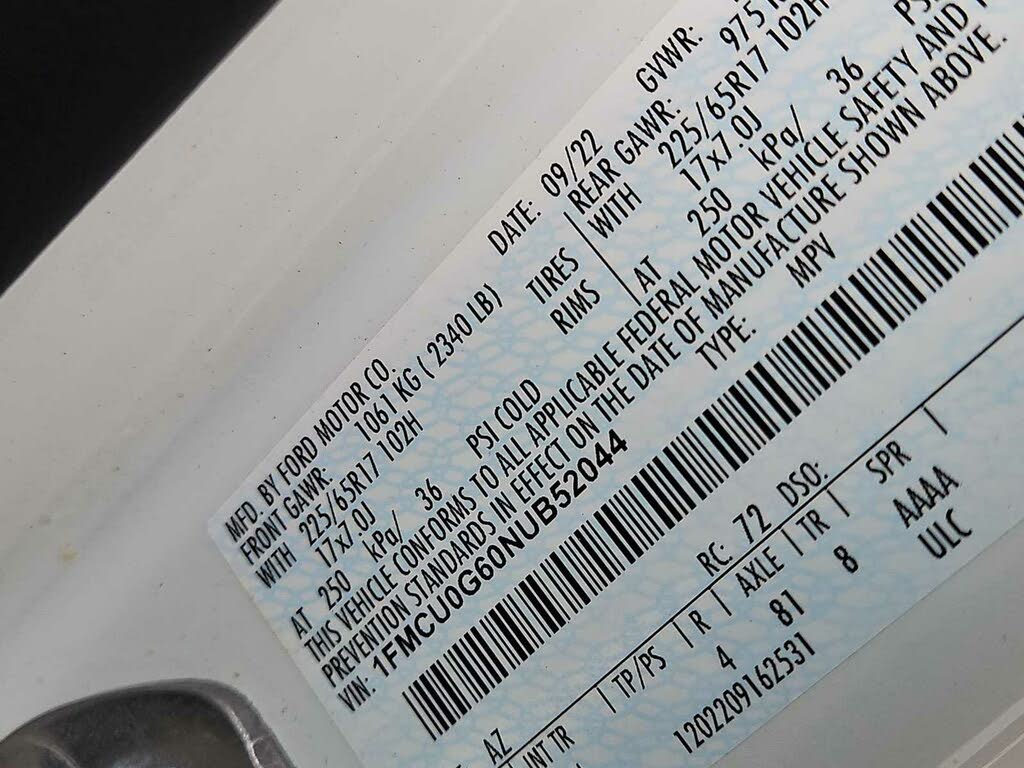 MFD. BY FORD MOTOR CO.
DATE: 09/22 GVWR:
FRONT GAWR: 1061 KG ( 2340 LB) REAR GAWR: 975
WITH 225/65R17 102H TIRES WITH 225/65R17 102H
17x7.0J RIMS 17x7.0J
AT 250 kPa/ 36 PSI COLD AT 250 kPa/ 36
THIS VEHICLE CONFORMS TO ALL APPLICABLE FEDERAL MOTOR VEHICLE SAFETY AND
PREVENTION STANDARDS IN EFFECT ON THE DATE OF MANUFACTURE SHOWN ABOVE.
VIN: 1FMCU0G60NUB52044 TYPE: MPV
RC: 72 DSO:
AZ
INT TR | TP/PS | R | AXLE | TR | SPR |
4 81 8 AAAA
1202209162531 ULC